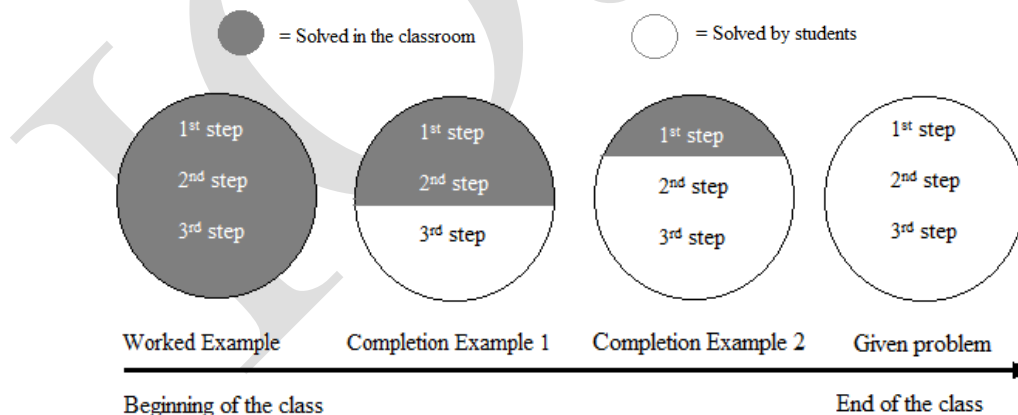 = Solved in the classroom
= Solved by students
1st step
2nd step
3rd step
1st step
2nd step
3rd step
1st step
2nd step
3rd step
1st step
2nd step
3rd step
Worked Example
Completion Example 1
Completion Example 2
Given problem
Beginning of the class
End of the class